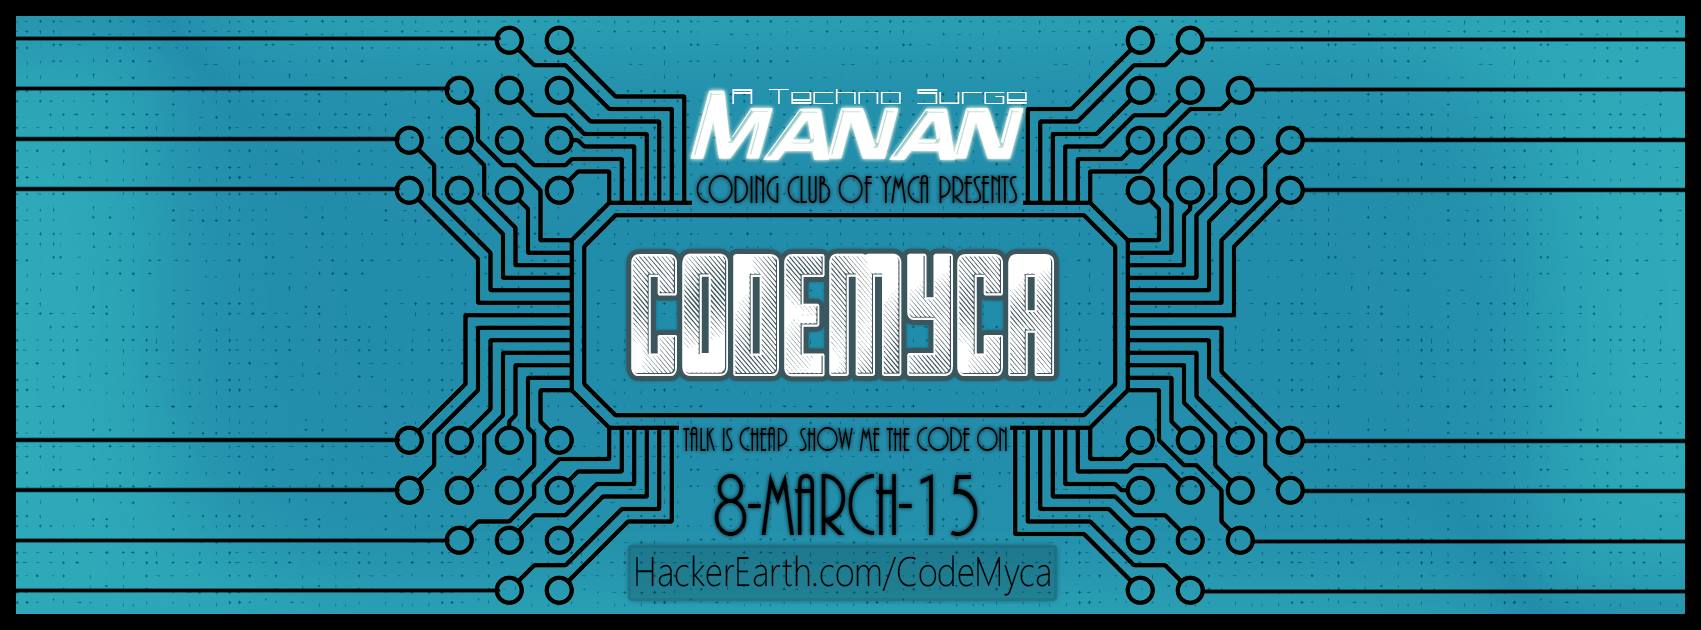 A Techno Surge
MANAN
CODING CLUB OF YMCA PRESENTS
CODEMYCA
TALK IS CHEAP. SHOW ME THE CODE ON
8-MARCH-15
HackerEarth.com/CodeMyca